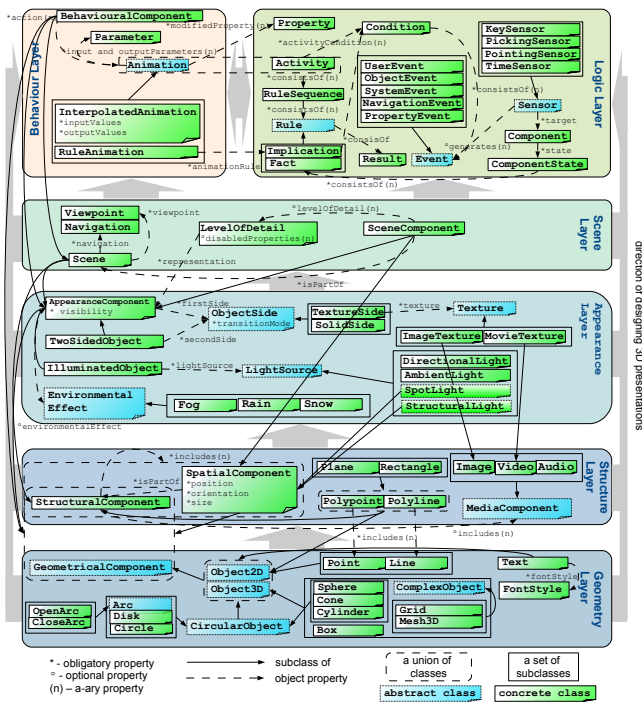 *action(n)
BehaviouralComponent
*modifiedProperty(n)
Parameter
*input and outputParameters(n)
Animation
Behaviour Layer
InterpolatedAnimation
*inputValues
*outputValues
RuleAnimation
*animationRule
Property
Condition
*activityCondition(n)
Activity
*consistsOf(n)
RuleSequence
*consistsOf(n)
Rule
Implication
Fact
UserEvent
ObjectEvent
SystemEvent
NavigationEvent
PropertyEvent
*consisOf
Result
Event
°generates(n)
KeySensor
PickingSensor
PointingSensor
TimeSensor
*consistsOf(n)
Sensor
*target
Component
*state
ComponentState
*consistsOf(n)
Logic Layer
Viewpoint
Navigation
*viewpoint
*navigation
Scene
°levelOfDetail(n)
LevelOfDetail
°disabledProperties(n)
SceneComponent
*representation
*isPartOf
Scene Layer
AppearanceComponent
* visibility
*firstSide
ObjectSide
*transitionMode
TwoSidedObject
*secondSide
TextureSide
SolidSide
*texture
Texture
ImageTexture
MovieTexture
IlluminatedObject
*lightSource
LightSource
DirectionalLight
AmbientLight
SpotLight
StructuralLight
Environmental
Effect
Fog
Rain
Snow
°environmentalEffect
Appearance Layer
*includes(n)
*isPartOf
SpatialComponent
*position
*orientation
*size
StructuralComponent
Plane
Rectangle
Polypoint
Polyline
Image
Video
Audio
MediaComponent
*includes(n)
°includes(n)
Structure Layer
GeometricalComponent
Object2D
Object3D
Point
Line
Text
*fontStyle
FontStyle
Sphere
Cone
Cylinder
Box
ComplexObject
Grid
Mesh3D
OpenArc
CloseArc
Arc
Disk
Circle
CircularObject
Geometry Layer
direction of designing 3D presentations
* - obligatory property
° - optional property
(n) – a-ary property
subclass of
object property
a union of
classes
a set of
subclasses
abstract class
concrete class